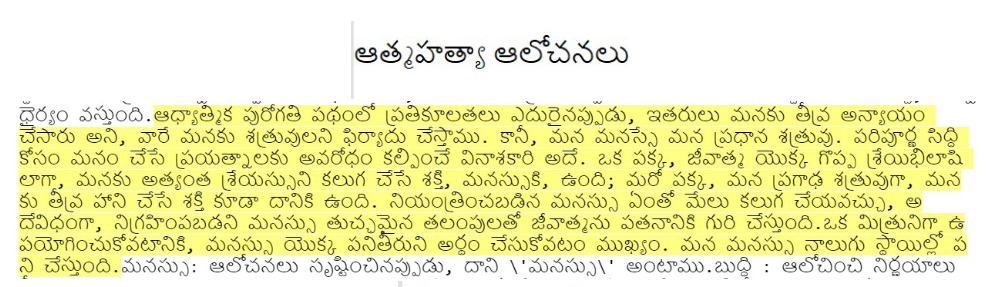 ఆత్మహత్యా ఆలోచనలు
ధైర్యం వస్తుంది.ఆధ్యాత్మిక పురోగతి పథంలో ప్రతికూలతలు ఎదురైనప్పుడు, ఇతరులు మనకు తీవ్ర అన్యాయం
చేసారు అని, వారే మనకు శత్రువులని ఫిర్యాదు చేస్తాము. కానీ, మన మనస్సే మన ప్రధాన శత్రువు. పరిపూర్ణ సిద్ధి
కోసం మనం చేసే ప్రయత్నాలకు అవరోధం కల్పించే వినాశకారి అదే. ఒక పక్క, జీవాత్మ యొక్క గొప్ప శ్రేయోభిలాషి
లాగా, మనకు అత్యంత శ్రేయస్సుని కలుగ చేసే శక్తి, మనస్సుకి, ఉంది; మరో పక్క, మన ప్రగాఢ శత్రువుగా, మన
కు తీవ్ర హాని చేసే శక్తి కూడా దానికి ఉంది. నియంత్రించబడిన మనస్సు ఏంతో మేలు కలుగ చేయవచ్చు, అ
దేవిధంగా, నిగ్రహింపబడని మనస్సు తుచ్ఛమైన తలంపులతో జీవాత్మను పతనానికి గురి చేస్తుంది.ఒక మిత్రునిగా ఉ
పయోగించుకోవటానికి, మనస్సు యొక్క పనితీరుని అర్థం చేసుకోవటం ముఖ్యం. మన మనస్సు నాలుగు స్థాయిల్లో ప
ని చేస్తుంది.మనస్సు: ఆలోచనలు సృష్టించినప్పుడు, దాని \'మనస్సు\' అంటాము.బుద్ధి : ఆలోచించి నిర్ణయాలు